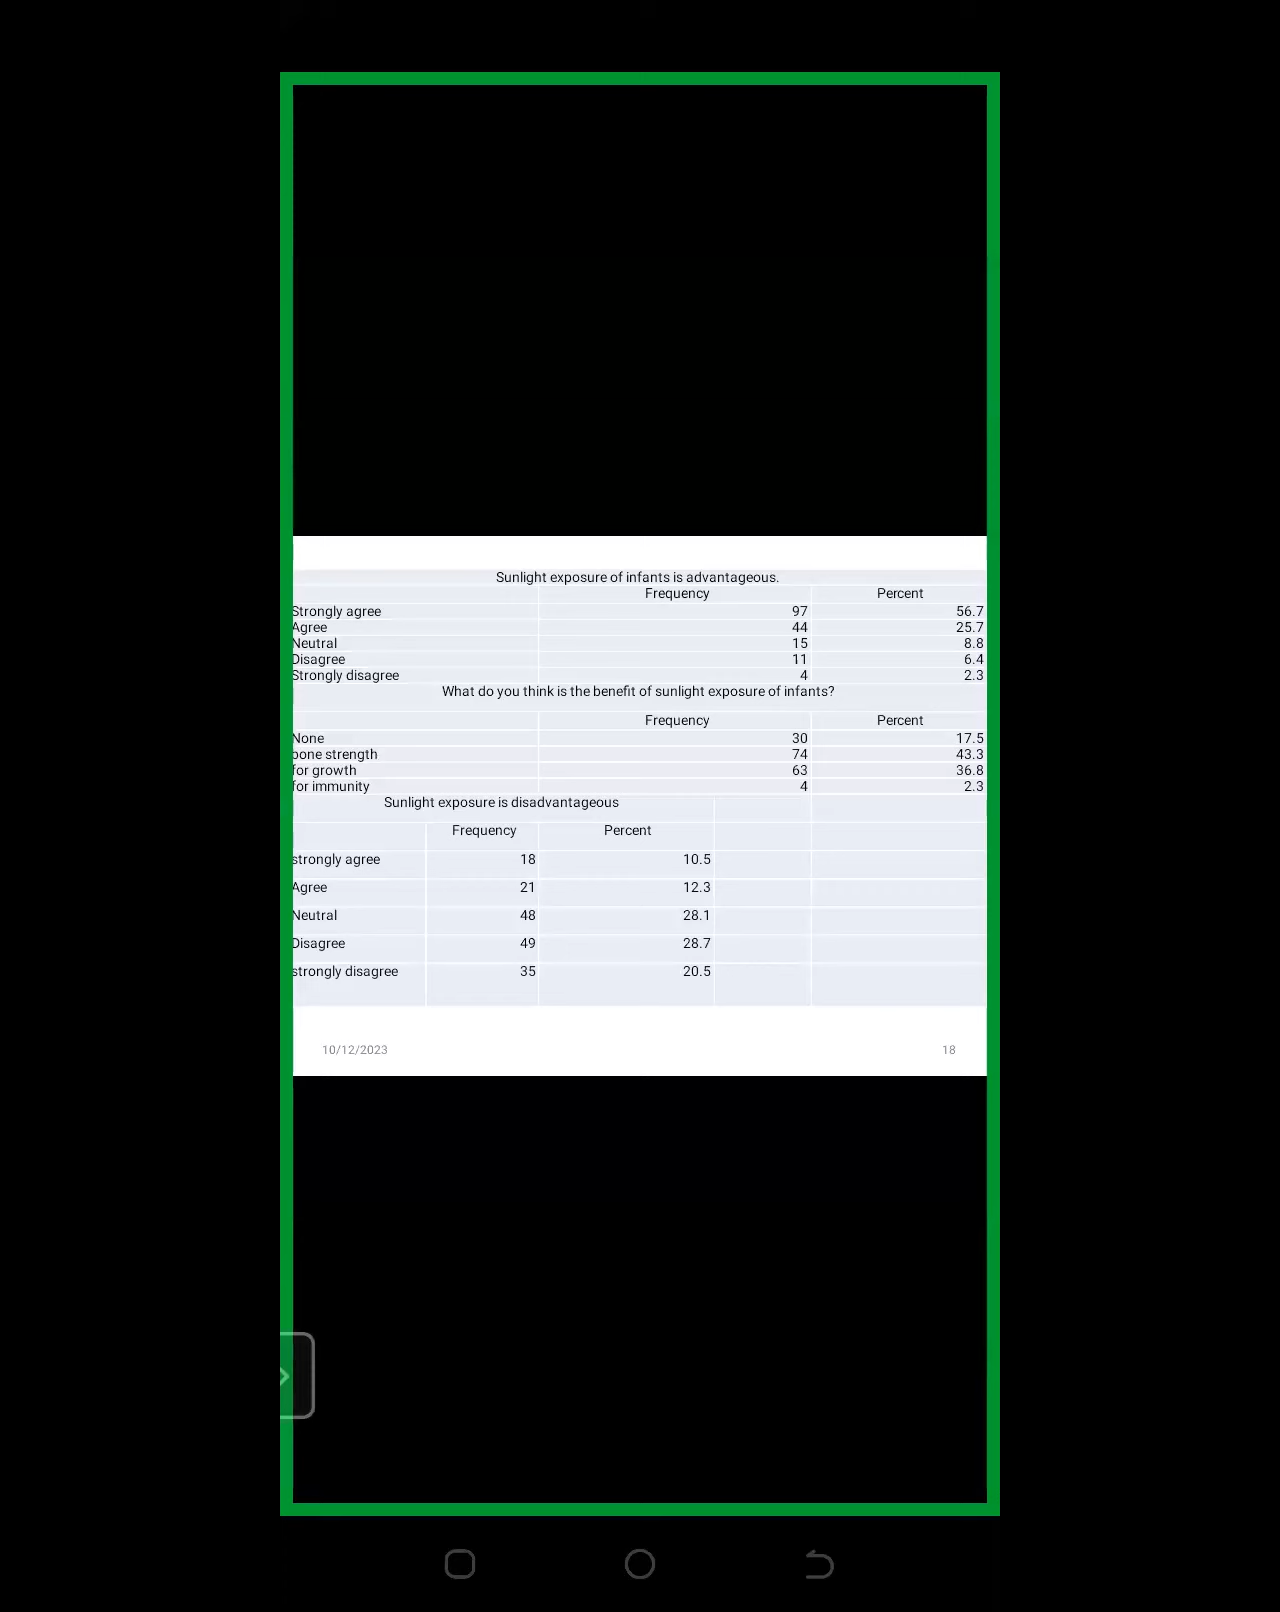 Sunlight exposure of infants is advantageous.
Frequency Percent
Strongly agree 97 56.7
Agree 44 25.7
Neutral 15 8.8
Disagree 11 6.4
Strongly disagree 4 2.3
What do you think is the benefit of sunlight exposure of infants?
Frequency Percent
None 30 17.5
bone strength 74 43.3
for growth 63 36.8
for immunity 4 2.3
Sunlight exposure is disadvantageous
Frequency Percent
strongly agree 18 10.5
Agree 21 12.3
Neutral 48 28.1
Disagree 49 28.7
strongly disagree 35 20.5
10/12/2023 18